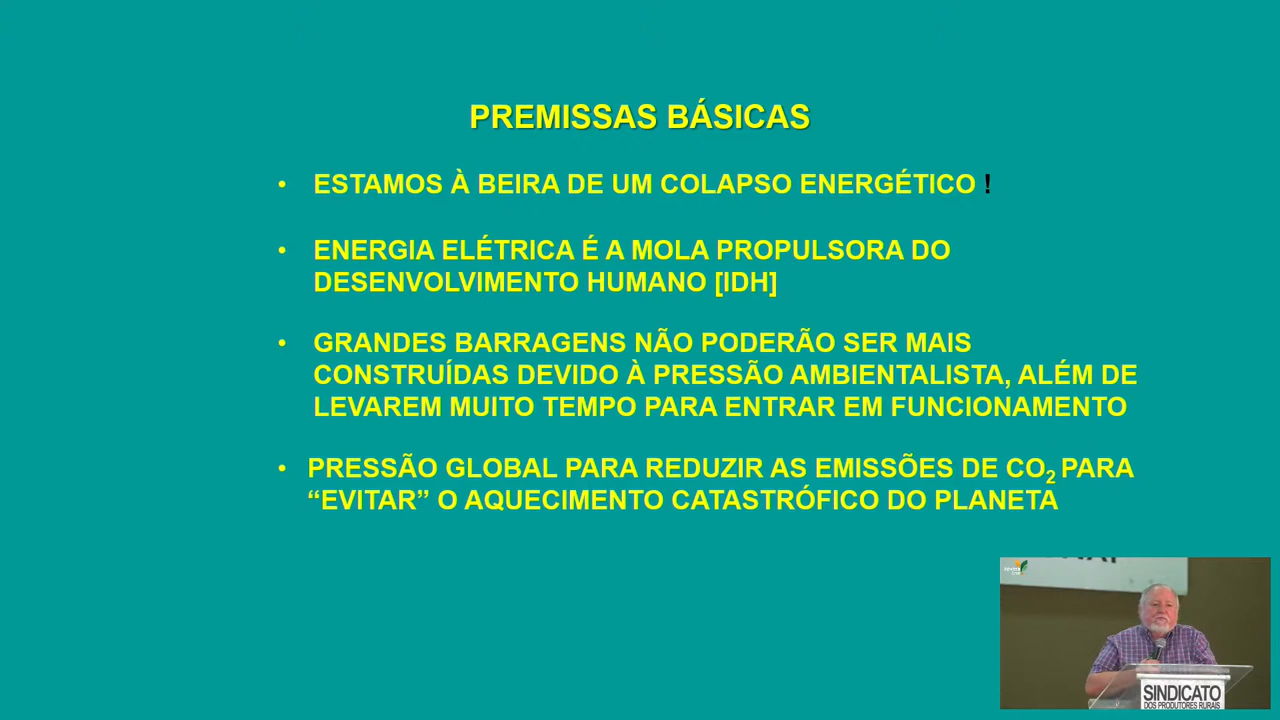 PREMISSAS BÁSICAS
• ESTAMOS À BEIRA DE UM COLAPSO ENERGÉTICO !
• ENERGIA ELÉTRICA É A MOLA PROPULSORA DO
DESENVOLVIMENTO HUMANO [IDH]
• GRANDES BARRAGENS NÃO PODERÃO SER MAIS
CONSTRUÍDAS DEVIDO À PRESSÃO AMBIENTALISTA, ALÉM DE
LEVAREM MUITO TEMPO PARA ENTRAR EM FUNCIONAMENTO
• PRESSÃO GLOBAL PARA REDUZIR AS EMISSÕES DE CO₂ PARA
“EVITAR” O AQUECIMENTO CATASTRÓFICO DO PLANETA
SINDICATO
DOS PRODUTORES RURAIS